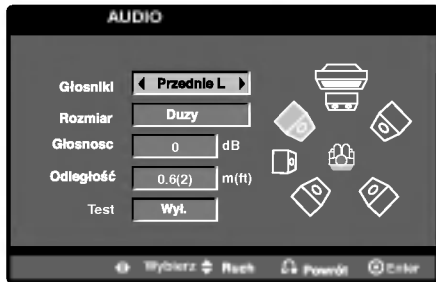 AUDIO
Głosniki Przednie L
Rozmiar Duzy
Głosnosc 0 dB
Odległość 0.6(2) m(ft)
Test Wył.
Wybierz Ruch Powrót Enter